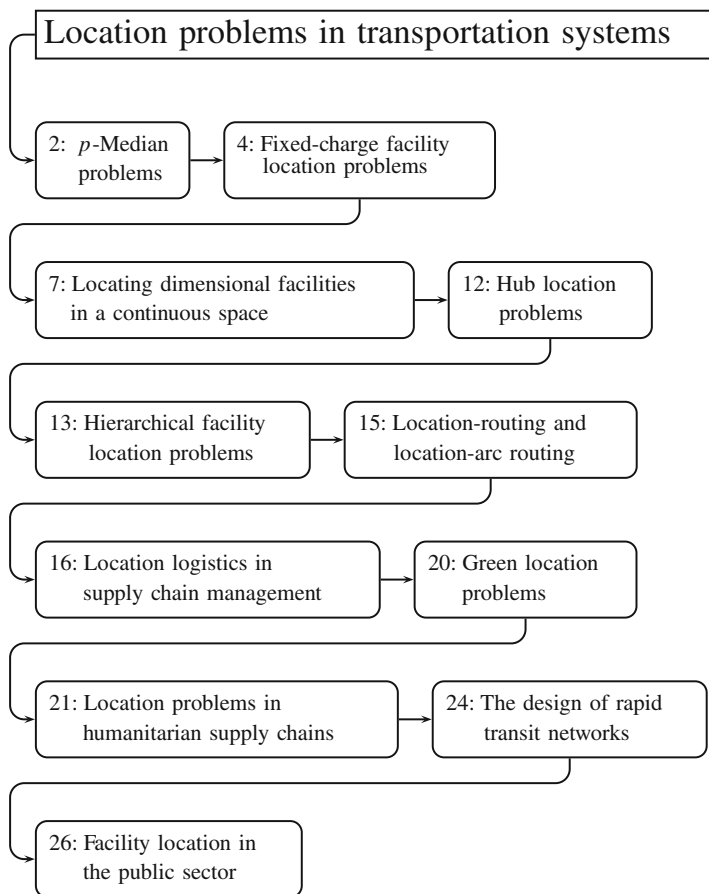 Location problems in transportation systems
2: p-Median
problems
4: Fixed-charge facility
location problems
7: Locating dimensional facilities
in a continuous space
12: Hub location
problems
13: Hierarchical facility
location problems
15: Location-routing and
location-arc routing
16: Location logistics in
supply chain management
20: Green location
problems
21: Location problems in
humanitarian supply chains
24: The design of rapid
transit networks
26: Facility location in
the public sector